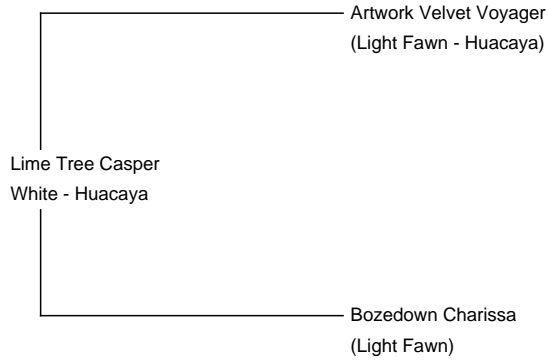 Artwork Velvet Voyager
(Light Fawn - Huacaya)
Lime Tree Casper
White - Huacaya
Bozedown Charissa
(Light Fawn)